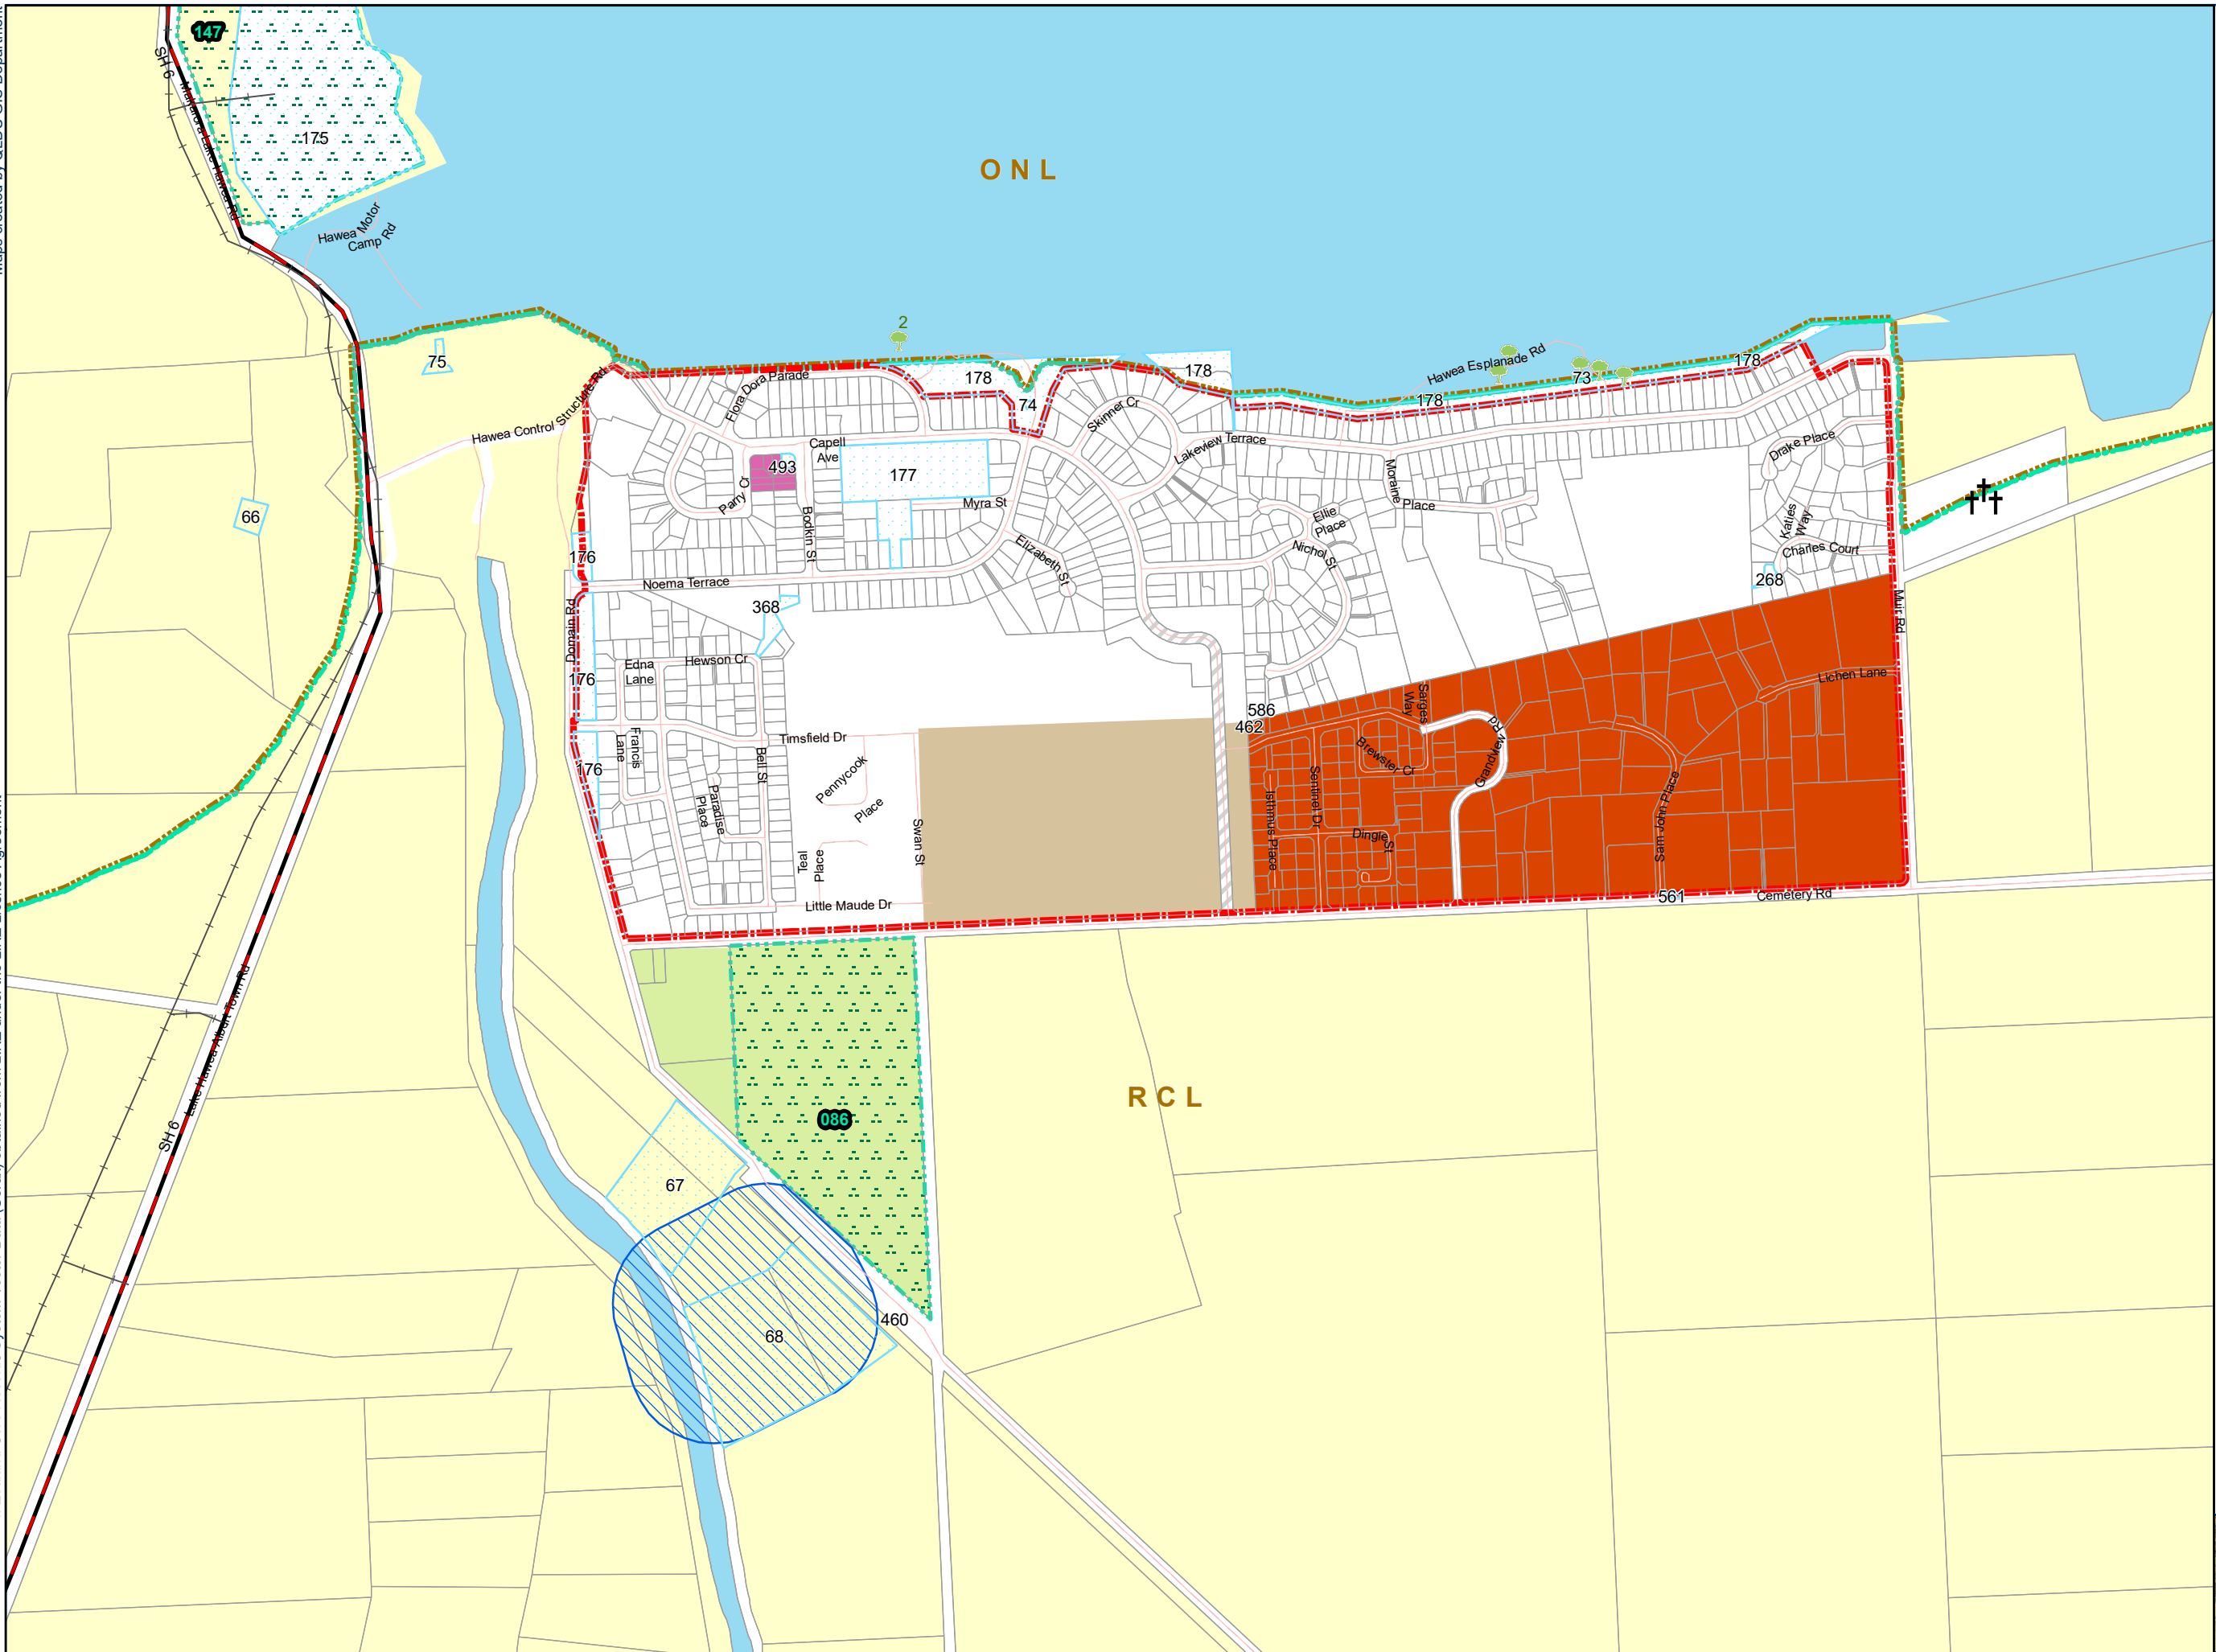 147
SH 6
Makarora-Lake Hawea Rd
175
O N L
Hawea Motor
Camp Rd
2
75
Hawea Esplanade Rd
178
178
73
178
178
74
Flora Dora Parade
Hawea Control Structure Rd
Skinner Cr
Capell
Ave
Lakeview Terrace
Drake Place
493
177
Parry Cr
Myra St
Moraine
Place
Ellie
Place
Katies
Way
66
Bodkin St
Elizabeth St
Nichol St
Charles Court
176
Noema Terrace
268
368
Domain Rd
Muir Rd
Edna
Lane
Hewson Cr
176
Lichen Lane
Sarges
Way
586
462
Timsfield Dr
Francis
Lane
Bell St
176
Brewster Cr
Grandview Rd
Pennycook
Place
Paradise
Place
Isthmus Place
Sentinel Dr
Sam John Place
Dingle
St
Teal
Place
Swan St
Little Maude Dr
561
Cemetery Rd
Lake Hawea-Albert Town Rd
SH 6
R C L
086
67
460
68